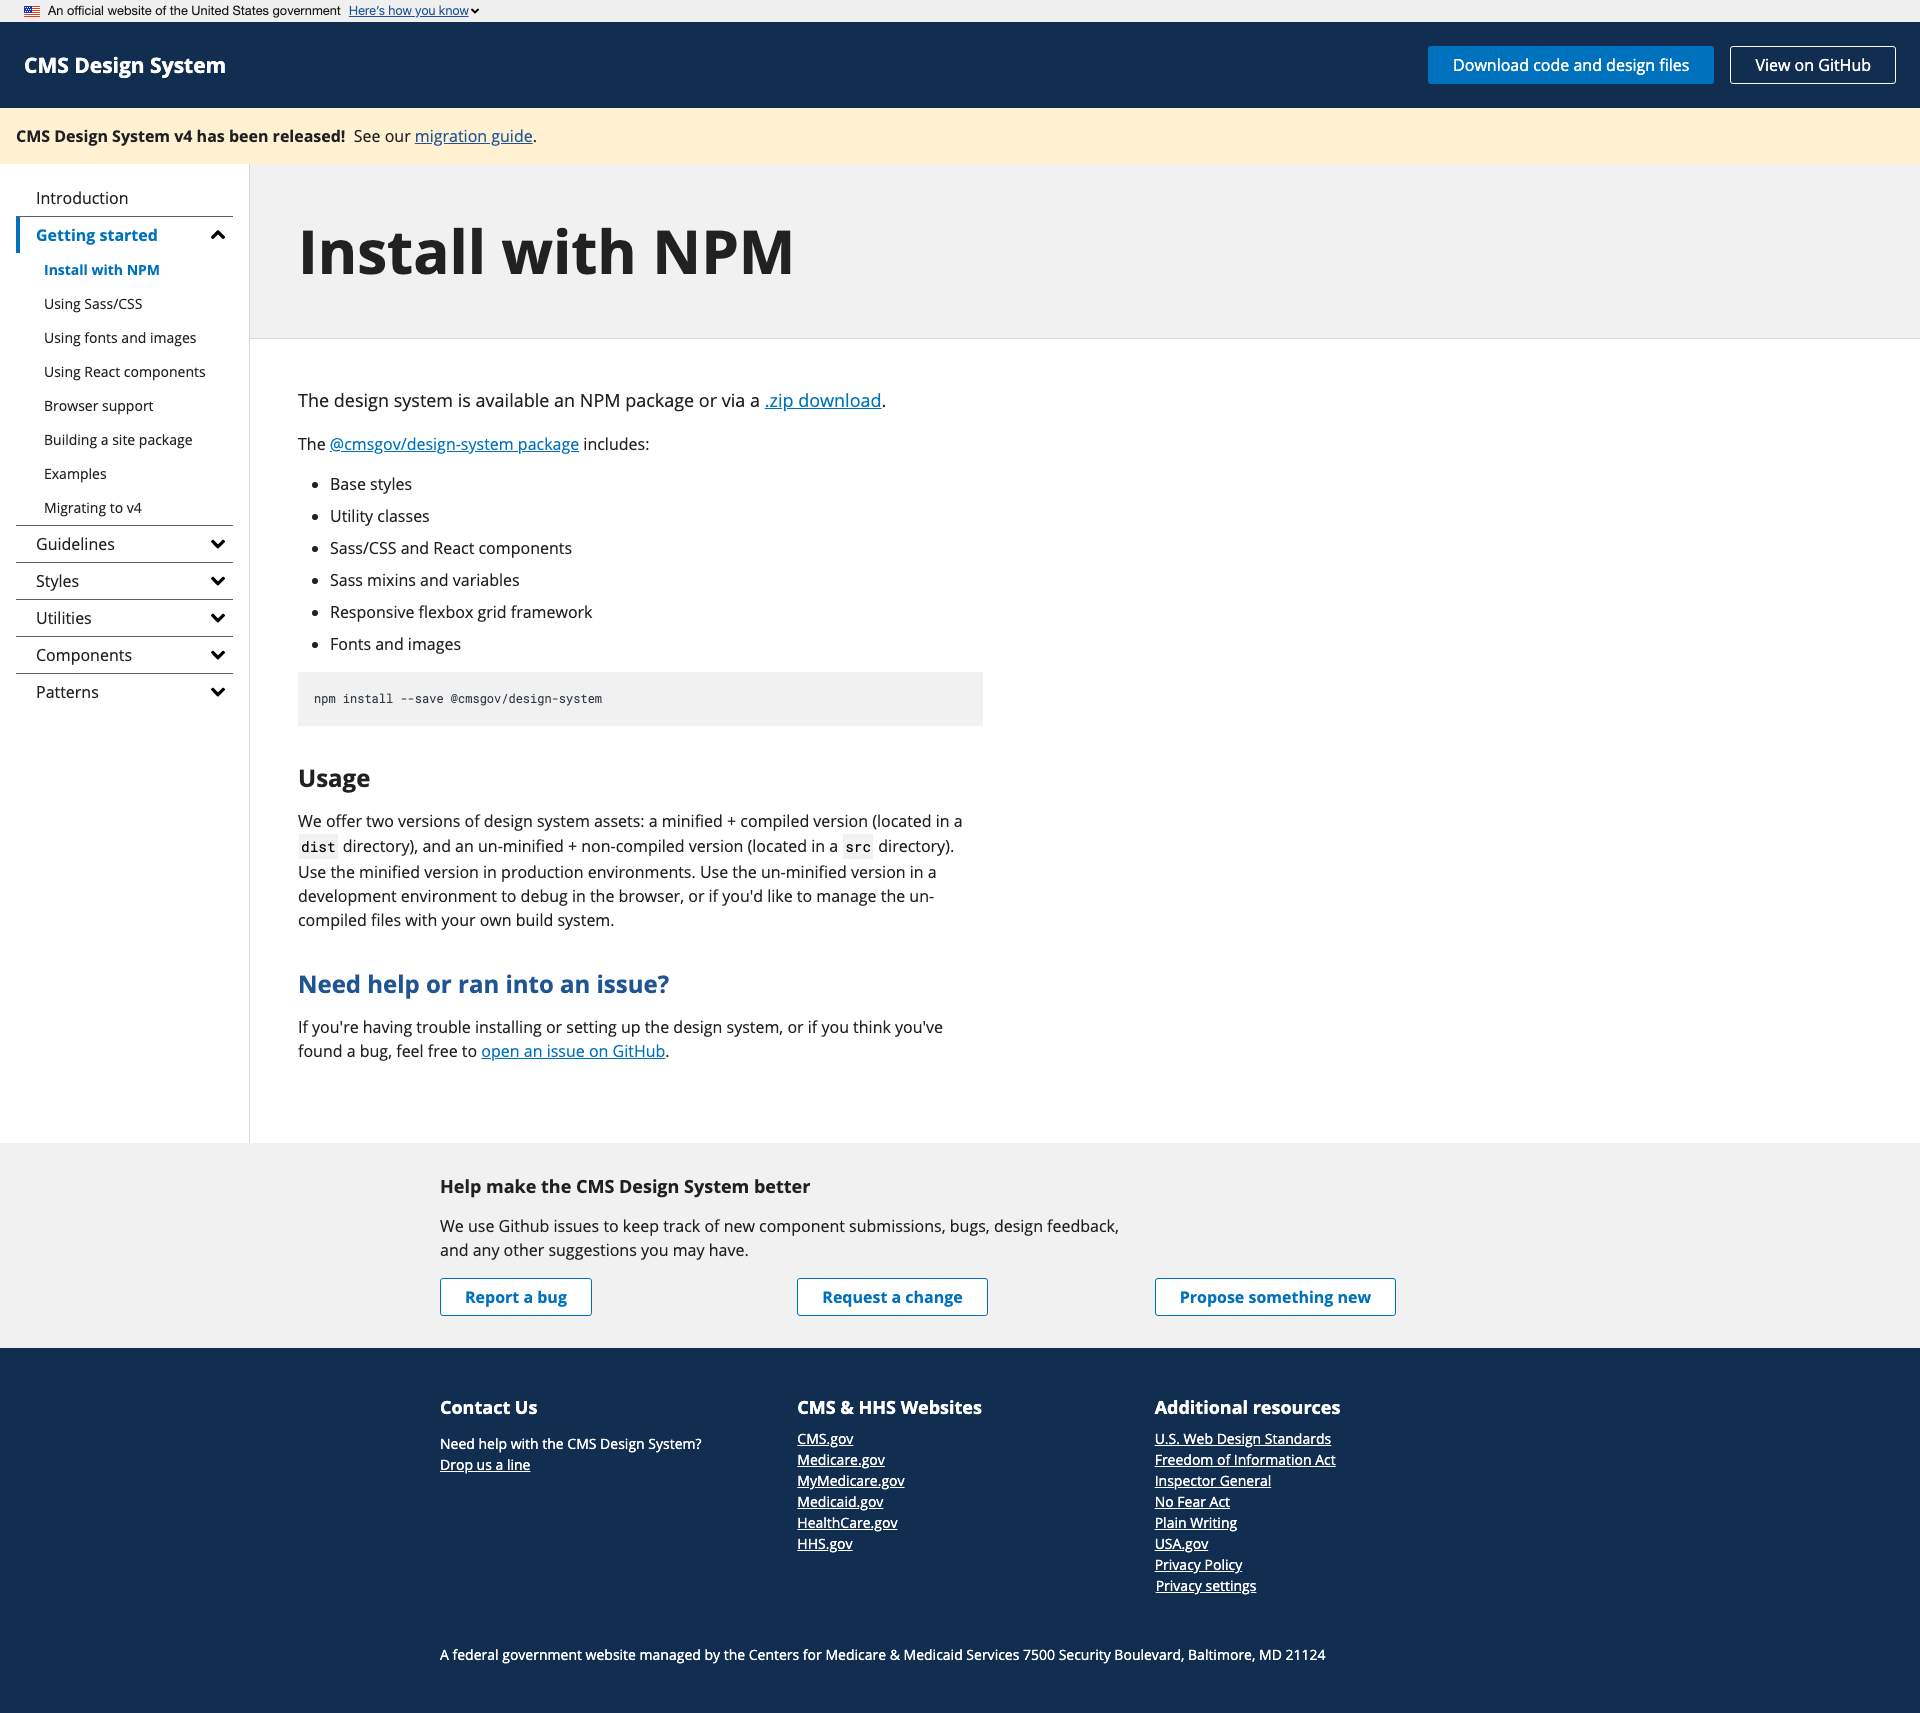 An official website of the United States government Here's how you know
CMS Design System
Download code and design files
View on GitHub
CMS Design System v4 has been released! See our migration guide.
Introduction
Getting started
Install with NPM
Using Sass/CSS
Using fonts and images
Using React components
Browser support
Building a site package
Examples
Migrating to v4
Guidelines
Styles
Utilities
Components
Patterns
Install with NPM
The design system is available an NPM package or via a .zip download.
The @cmsgov/design-system package includes:
Base styles
Utility classes
Sass/CSS and React components
Sass mixins and variables
Responsive flexbox grid framework
Fonts and images
npm install --save @cmsgov/design-system
Usage
We offer two versions of design system assets: a minified + compiled version (located in a
dist directory), and an un-minified + non-compiled version (located in a src directory).
Use the minified version in production environments. Use the un-minified version in a
development environment to debug in the browser, or if you'd like to manage the un-
compiled files with your own build system.
Need help or ran into an issue?
If you're having trouble installing or setting up the design system, or if you think you've
found a bug, feel free to open an issue on GitHub.
Help make the CMS Design System better
We use Github issues to keep track of new component submissions, bugs, design feedback,
and any other suggestions you may have.
Report a bug
Request a change
Propose something new
Contact Us
Need help with the CMS Design System?
Drop us a line
CMS & HHS Websites
CMS.gov
Medicare.gov
MyMedicare.gov
Medicaid.gov
HealthCare.gov
HHS.gov
Additional resources
U.S. Web Design Standards
Freedom of Information Act
Inspector General
No Fear Act
Plain Writing
USA.gov
Privacy Policy
Privacy settings
A federal government website managed by the Centers for Medicare & Medicaid Services 7500 Security Boulevard, Baltimore, MD 21124